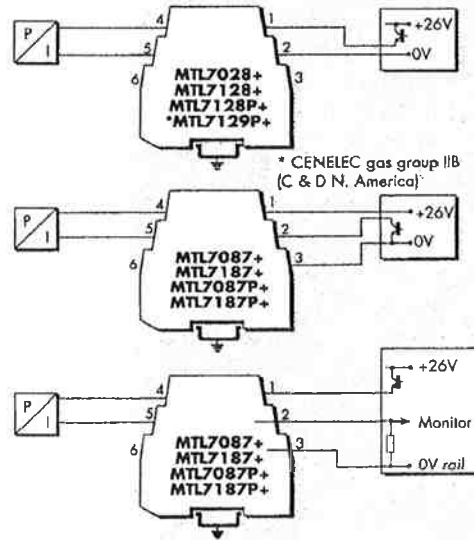 P
I
4
5
6
1
2
3
MTL7028+
MTL7128+
MTL7128P+
*MTL7129P+
+26V
0V
* CENELEC gas group IIB
(C & D N. America)
P
I
4
5
6
1
2
3
MTL7087+
MTL7187+
MTL7087P+
MTL7187P+
+26V
0V
P
I
4
5
6
1
2
3
MTL7087+
MTL7187+
MTL7087P+
MTL7187P+
+26V
Monitor
0V rail